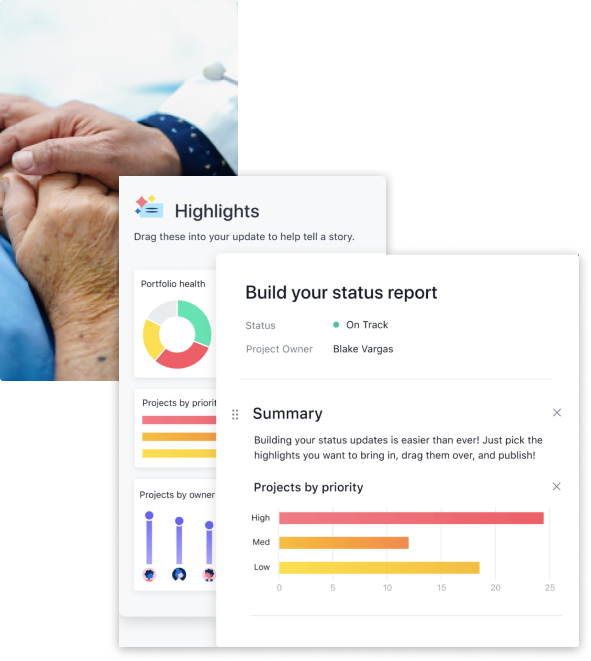 Highlights
Drag these into your update to help tell a story.
Portfolio health
Projects by priorit
Projects by owner
Build your status report
Status On Track
Project Owner Blake Vargas
Summary
Building your status updates is easier than ever! Just pick the
highlights you want to bring in, drag them over, and publish!
Projects by priority
High
Med
Low
0 5 10 15 20 25